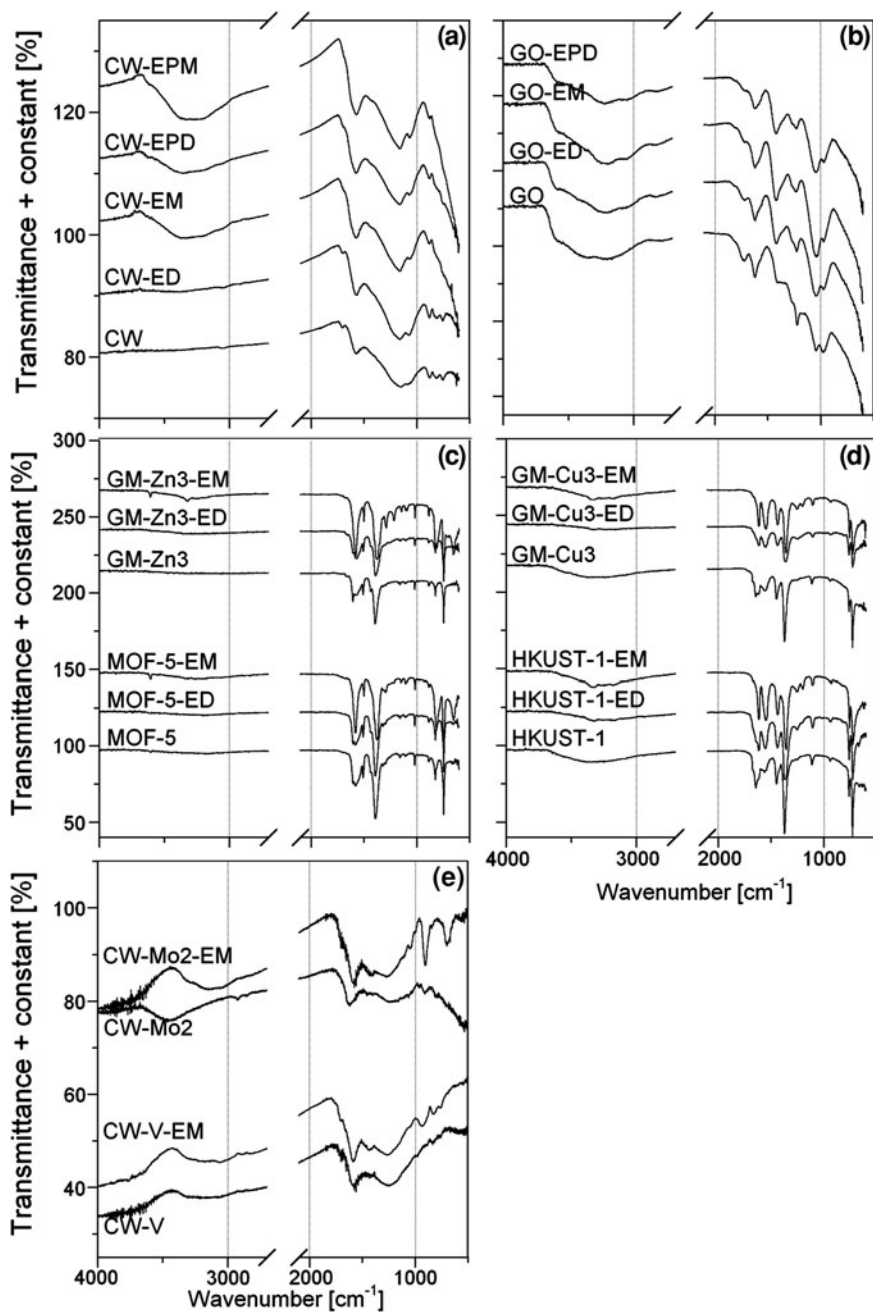 (a)
Transmittance + constant [%]
120
100
80
CW-EPM
CW-EPD
CW-EM
CW-ED
CW
(b)
GO-EPD
GO-EM
GO-ED
GO
(c)
Transmittance + constant [%]
300
250
200
150
100
50
GM-Zn3-EM
GM-Zn3-ED
GM-Zn3
MOF-5-EM
MOF-5-ED
MOF-5
(d)
GM-Cu3-EM
GM-Cu3-ED
GM-Cu3
HKUST-1-EM
HKUST-1-ED
HKUST-1
4000 3000 2000 1000
Wavenumber [cm⁻¹]
(e)
Transmittance + constant [%]
100
80
60
40
CW-Mo2-EM
CW-Mo2
CW-V-EM
CW-V
4000 3000 2000 1000
Wavenumber [cm⁻¹]